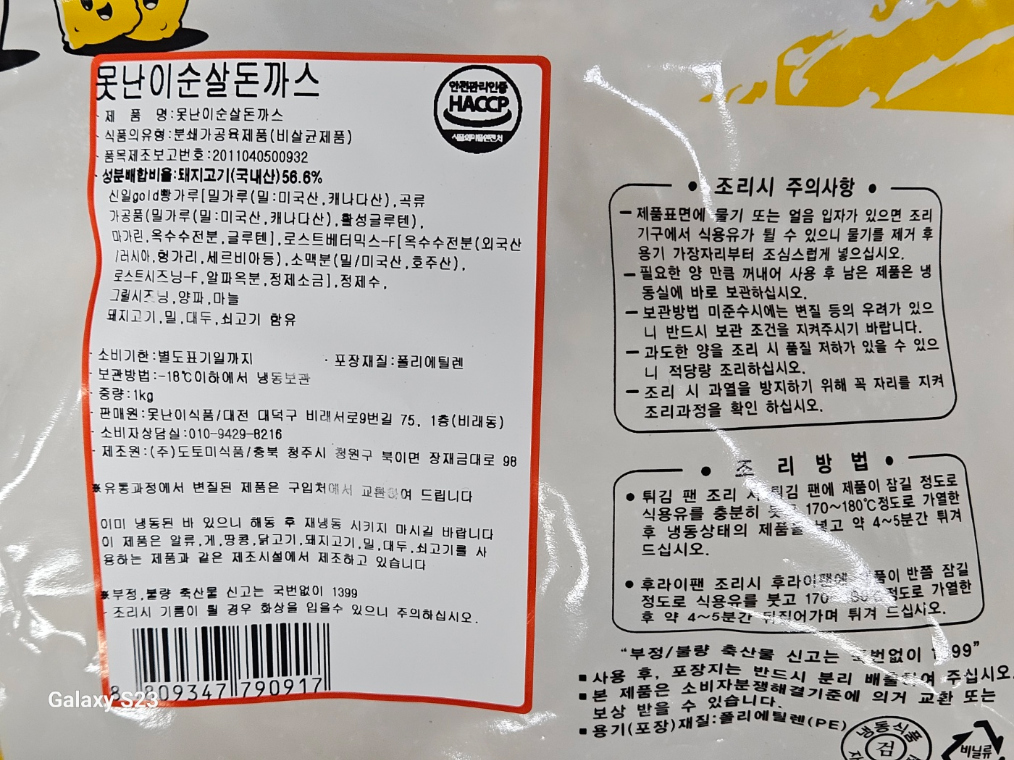 못난이순살돈까스
안전관리인증
HACCP
식품의약품안전처
· 제 품 명:못난이순살돈까스
· 식품의유형:분쇄가공육제품(비살균제품)
· 품목제조보고번호:2011040500932
· 성분배합비율:돼지고기(국내산)56.6%
신일gold빵가루[밀가루(밀:미국산,캐나다산),곡류
가공품(밀가루(밀:미국산,캐나다산),활성글루텐),
마가린,옥수수전분,글루텐],로스트베터믹스-F[옥수수전분(외국산
/러시아,헝가리,세르비아등),소맥분(밀/미국산,호주산),
로스트시즈닝-F,알파옥분,정제소금],정제수,
그릴시즈닝,양파,마늘
돼지고기,밀,대두,쇠고기 함유
· 소비기한:별도표기일까지 · 포장재질:폴리에틸렌
· 보관방법:-18℃이하에서 냉동보관
· 중량:1kg
· 판매원:못난이식품/대전 대덕구 비래서로9번길 75, 1층(비래동)
· 소비자상담실:010-9429-8216
· 제조원:(주)도토미식품/충북 청주시 청원구 북이면 장재금대로 98
※유통과정에서 변질된 제품은 구입처에서 교환하여 드립니다
이미 냉동된 바 있으니 해동 후 재냉동 시키지 마시길 바랍니다
이 제품은 알류,게,땅콩,닭고기,돼지고기,밀,대두,쇠고기를 사
용하는 제품과 같은 제조시설에서 제조하고 있습니다
※부정,불량 축산물 신고는 국번없이 1399
· 조리시 기름이 튈 경우 화상을 입을수 있으니 주의하십시오.
8 809347 790917
Galaxy S23
● 조리시 주의사항 ●
– 제품표면에 물기 또는 얼음 입자가 있으면 조리
기구에서 식용유가 튈 수 있으니 물기를 제거 후
용기 가장자리부터 조심스럽게 넣으십시오.
– 필요한 양 만큼 꺼내어 사용 후 남은 제품은 냉
동실에 바로 보관하십시오.
– 보관방법 미준수시에는 변질 등의 우려가 있으
니 반드시 보관 조건을 지켜주시기 바랍니다.
– 과도한 양을 조리 시 품질 저하가 있을 수 있으
니 적당량 조리하십시오.
– 조리 시 과열을 방지하기 위해 꼭 자리를 지켜
조리과정을 확인 하십시오.
● 조 리 방 법 ●
● 튀김 팬 조리 시 튀김 팬에 제품이 잠길 정도로
식용유를 충분히 붓고 170~180℃정도로 가열한
후 냉동상태의 제품을 넣고 약 4~5분간 튀겨
드십시오.
● 후라이팬 조리시 후라이팬에 제품이 반쯤 잠길
정도로 식용유를 붓고 170 정도로 가열한
후 약 4~5분간 뒤집어가며 튀겨 드십시오.
“부정/불량 축산물 신고는 국번없이 1399”
■ 사용 후, 포장지는 반드시 분리 배출하여 주십시오.
■ 본 제품은 소비자분쟁해결기준에 의거 교환 또는
보상 받을 수 있습니다.
■ 용기(포장)재질:폴리에틸렌(PE)
냉동식품
검
비닐류